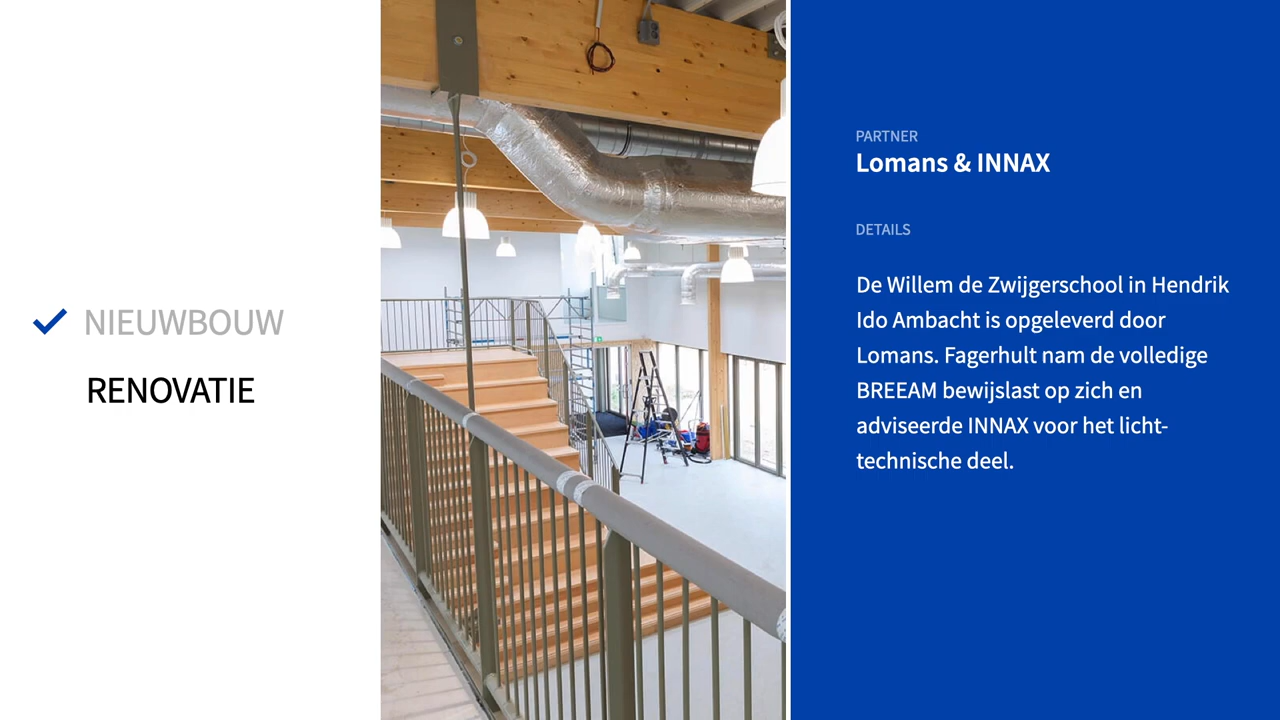 NIEUWBOUW
RENOVATIE
PARTNER
Lomans & INNAX
DETAILS
De Willem de Zwijgerschool in Hendrik
Ido Ambacht is opgeleverd door
Lomans. Fagerhult nam de volledige
BREEAM bewijslast op zich en
adviseerde INNAX voor het licht-
technische deel.